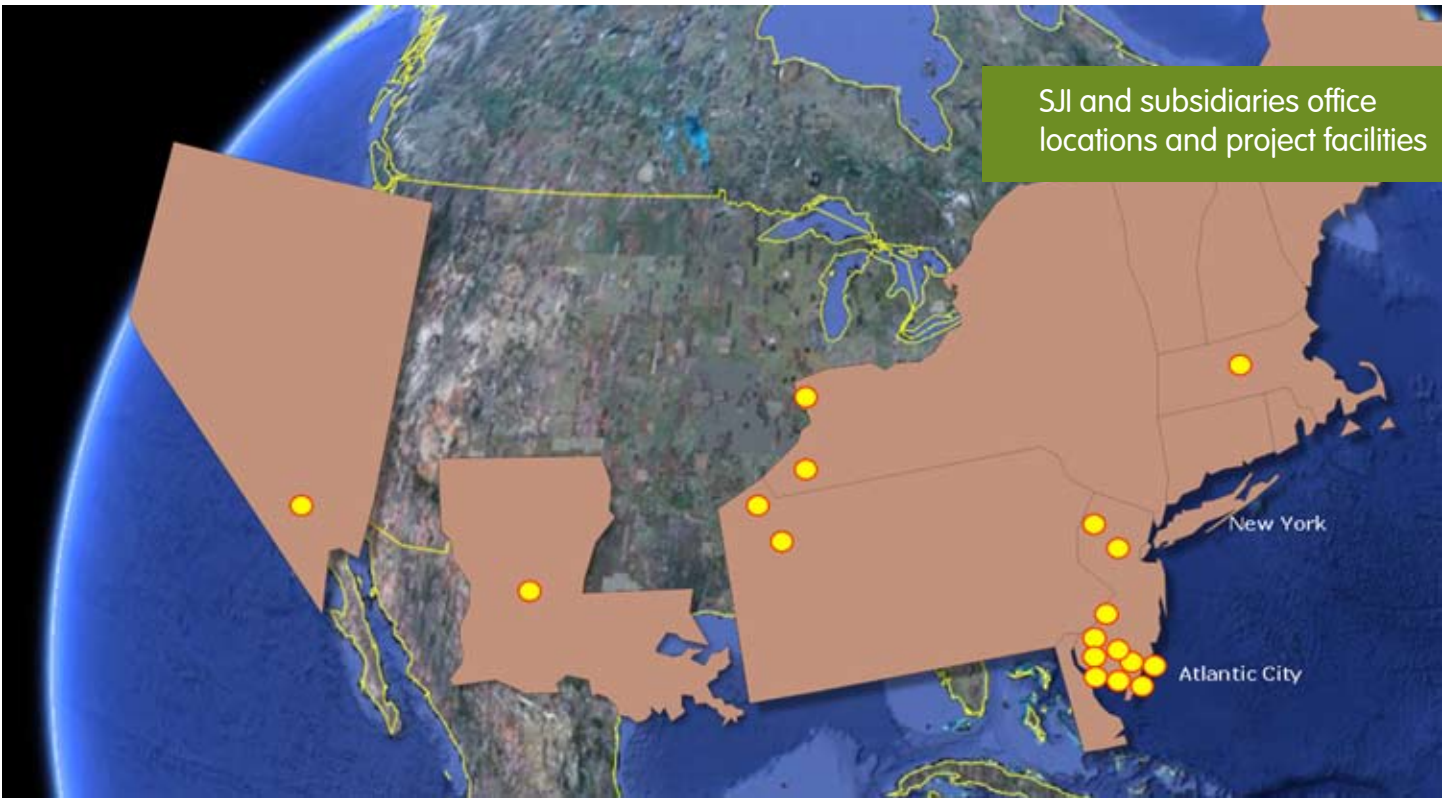 SJI and subsidiaries office
locations and project facilities
New York
Atlantic City